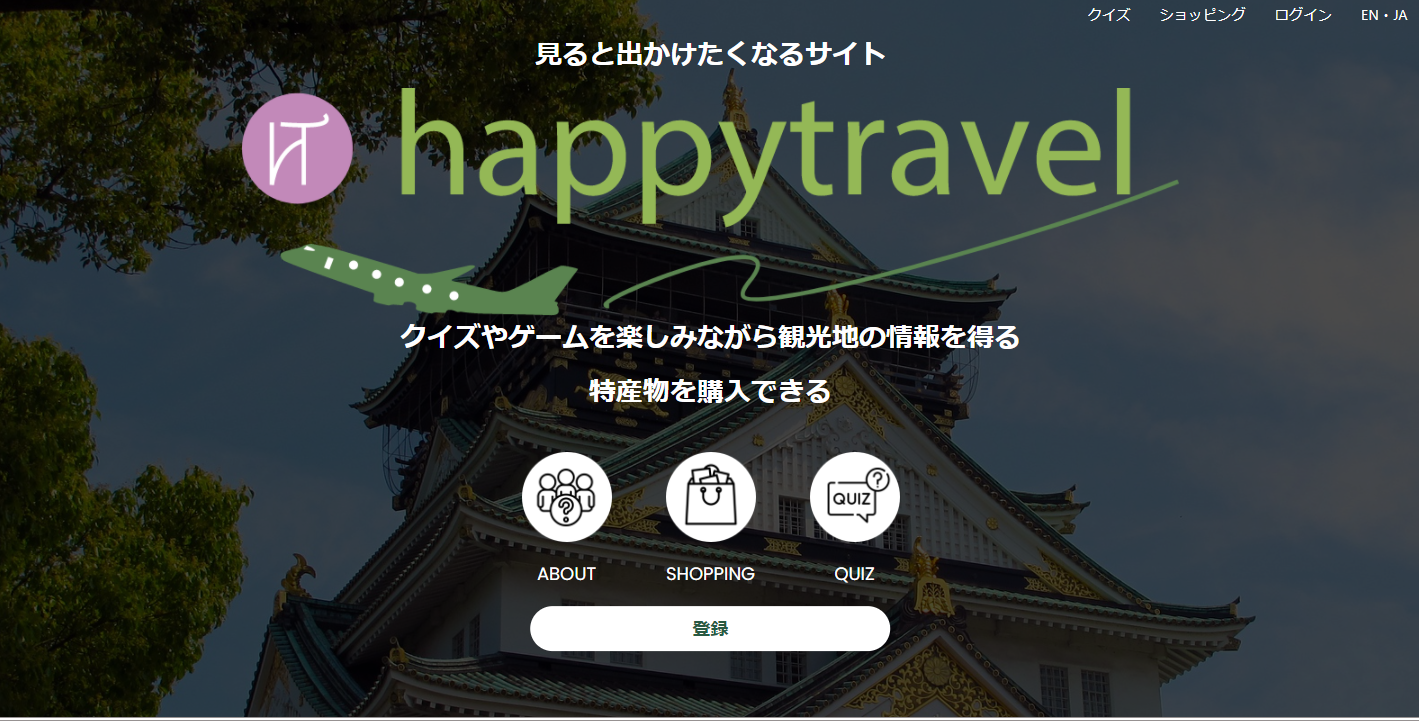 クイズ ショッピング ログイン EN・JA
見ると出かけたくなるサイト
happytravel
クイズやゲームを楽しみながら観光地の情報を得る
特産物を購入できる
QUIZ
ABOUT SHOPPING QUIZ
登録